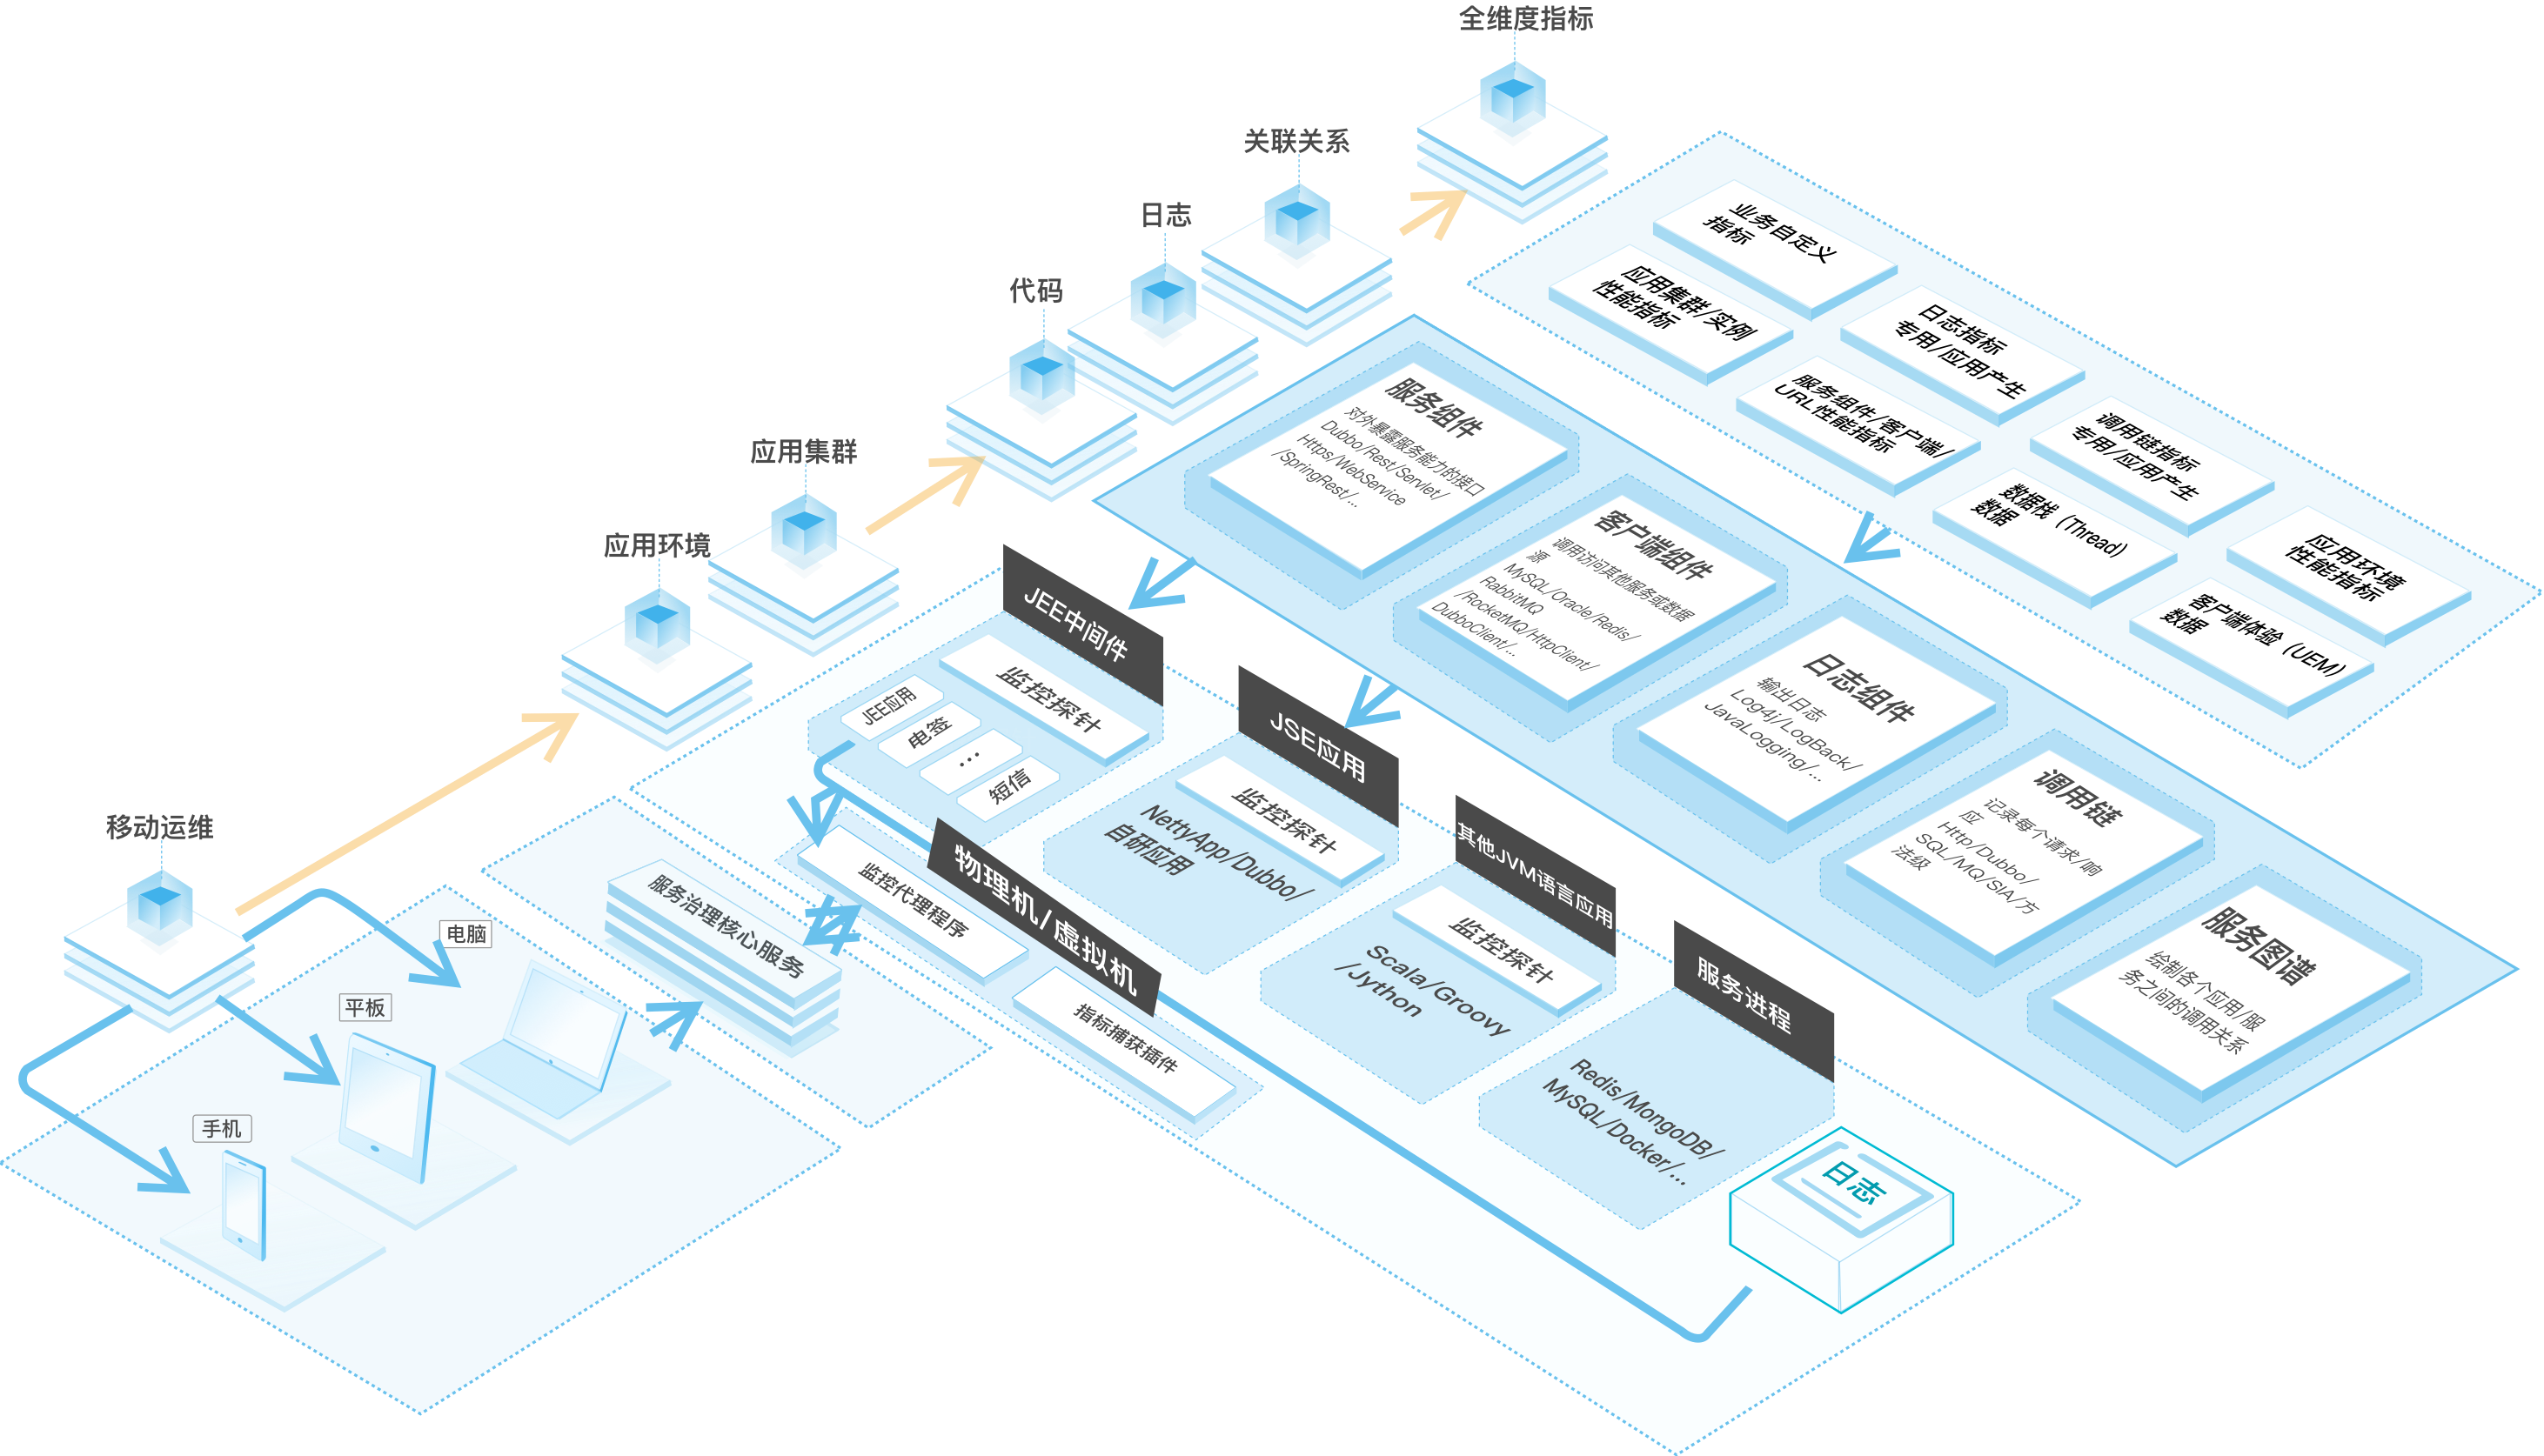 全维度指标
关联关系
日志
代码
应用集群
应用环境
移动运维
业务自定义
指标
应用集群/实例
性能指标
日志指标
专用/应用产生
服务组件/客户端/
URL性能指标
调用链指标
专用/应用产生
数据栈（Thread）
数据
应用环境
性能指标
客户端体验（UEM）
数据
服务组件
对外暴露服务能力的接口
Dubbo/Rest/Servlet/
Https/WebService
/SpringRest/...
客户端组件
调用访问其他服务或数据
源
MySQL/Oracle/Redis/
RabbitMQ
/RocketMQ/HttpClient/
DubboClient/...
日志组件
输出日志
Log4j/LogBack/
JavaLogging/...
调用链
记录每个请求/响
应
Http/Dubbo/
SQL/MQ/SIA/方
法级
服务图谱
绘制各个应用/服
务之间的调用关系
JEE中间件
监控探针
JEE应用
电签
...
短信
JSE应用
监控探针
NettyApp/Dubbo/
自研应用
其他JVM语言应用
监控探针
Scala/Groovy
/Jython
服务进程
Redis/MongoDB/
MySQL/Docker/...
日志
物理机/虚拟机
监控代理程序
指标捕获插件
服务治理核心服务
电脑
平板
手机